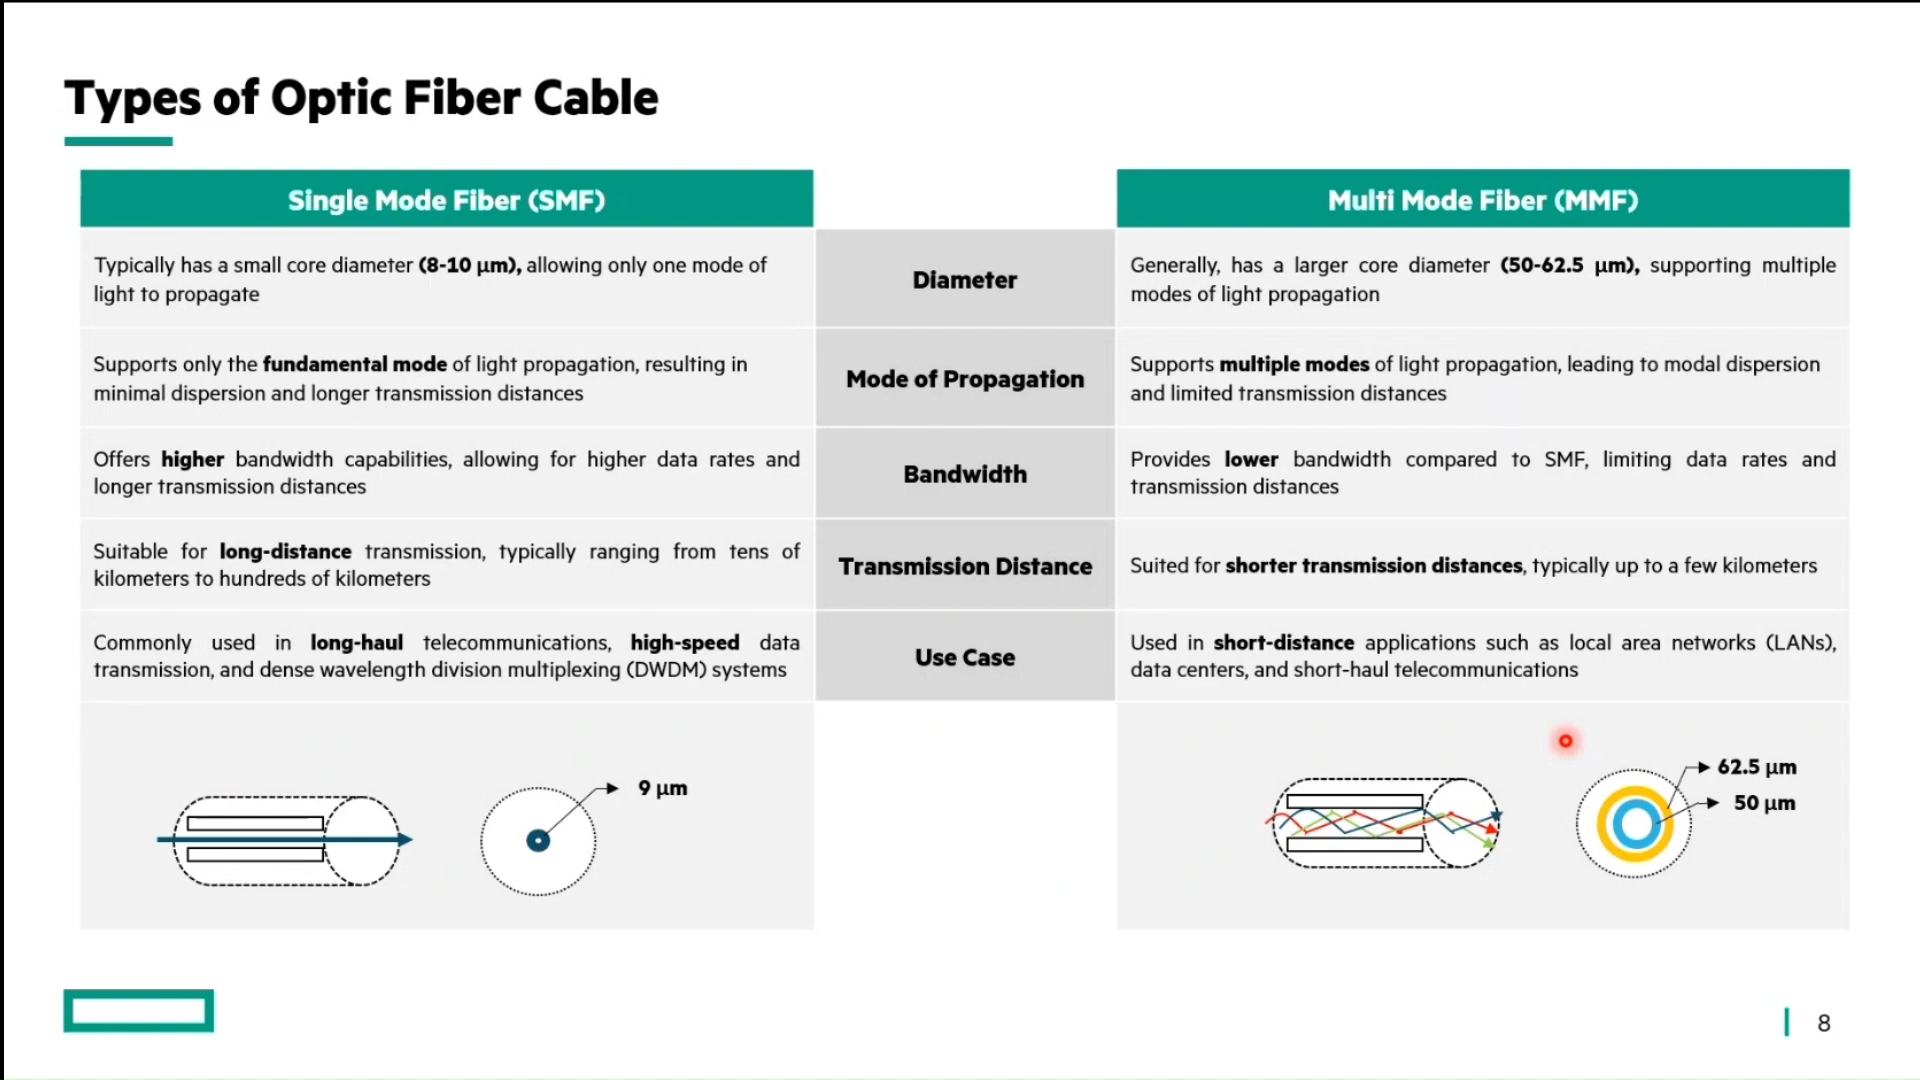 Types of Optic Fiber Cable
Single Mode Fiber (SMF)
Multi Mode Fiber (MMF)
Typically has a small core diameter (8-10 µm), allowing only one mode of
light to propagate
Diameter
Generally, has a larger core diameter (50-62.5 µm), supporting multiple
modes of light propagation
Supports only the fundamental mode of light propagation, resulting in
minimal dispersion and longer transmission distances
Mode of Propagation
Supports multiple modes of light propagation, leading to modal dispersion
and limited transmission distances
Offers higher bandwidth capabilities, allowing for higher data rates and
longer transmission distances
Bandwidth
Provides lower bandwidth compared to SMF, limiting data rates and
transmission distances
Suitable for long-distance transmission, typically ranging from tens of
kilometers to hundreds of kilometers
Transmission Distance
Suited for shorter transmission distances, typically up to a few kilometers
Commonly used in long-haul telecommunications, high-speed data
transmission, and dense wavelength division multiplexing (DWDM) systems
Use Case
Used in short-distance applications such as local area networks (LANs),
data centers, and short-haul telecommunications
9 µm
62.5 µm
50 µm
8